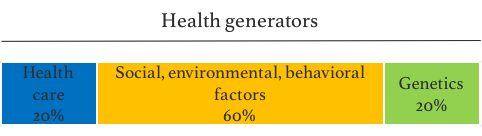 Health generators
Health
care
20%
Social, environmental, behavioral
factors
60%
Genetics
20%